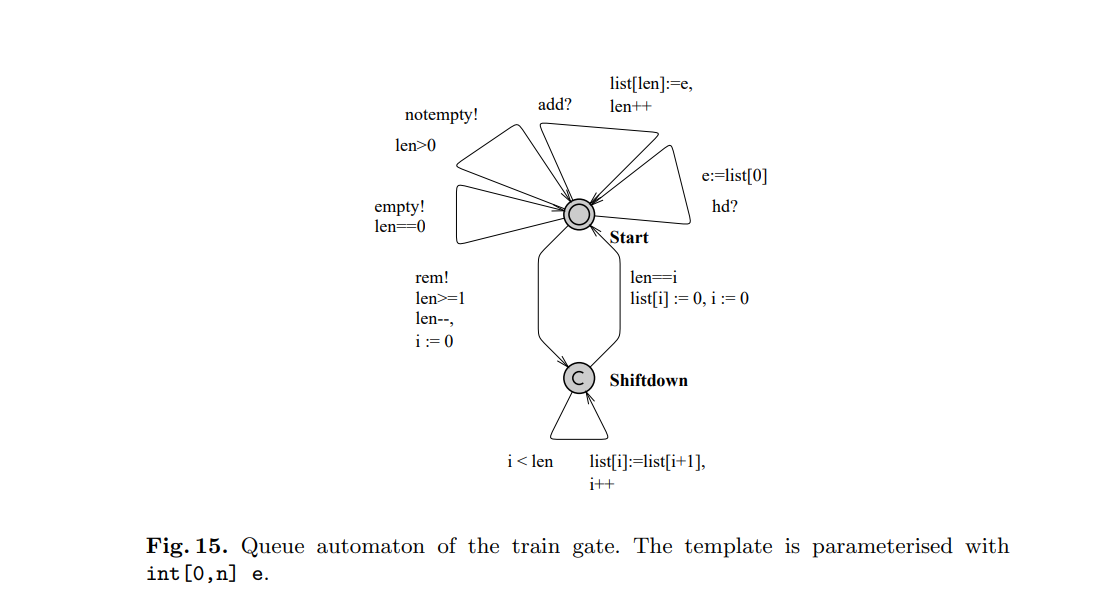 list[len]:=e,
add?
len++
notempty!
len>0
e:=list[0]
hd?
empty!
len==0
Start
rem!
len>=1
len--,
i := 0
len==i
list[i] := 0, i := 0
C
Shiftdown
i < len
list[i]:=list[i+1],
i++
Fig. 15. Queue automaton of the train gate. The template is parameterised with
int[0,n] e.